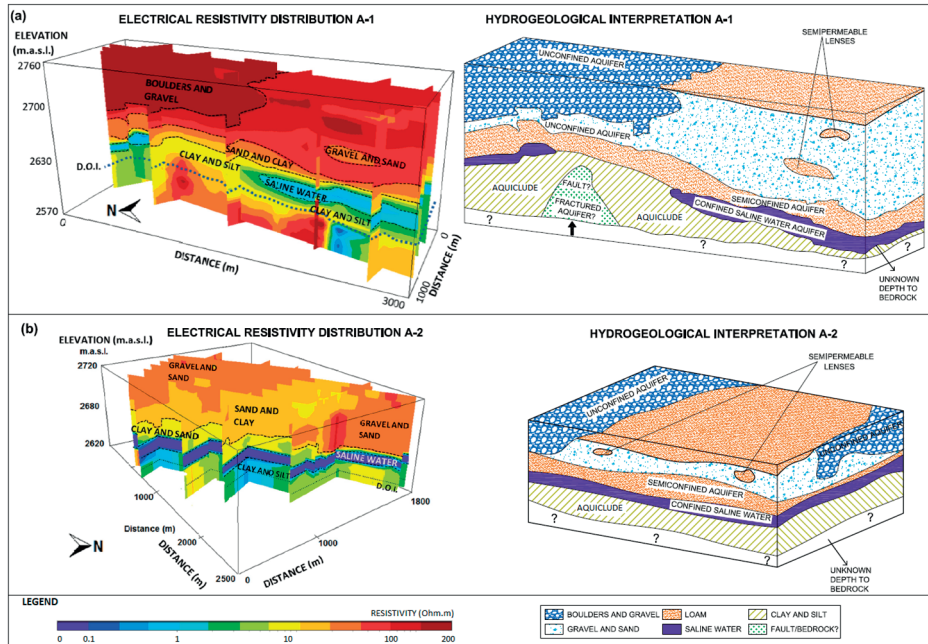 (a)
ELECTRICAL RESISTIVITY DISTRIBUTION A-1
ELEVATION
(m.a.s.l.)
2760
2700
2630
2570
D.O.I.
BOULDERS AND
GRAVEL
SAND AND CLAY
GRAVEL AND SAND
CLAY AND SILT
SALINE WATER
CLAY AND SILT
N
0
DISTANCE (m)
3000
1000
0
DISTANCE (m)
HYDROGEOLOGICAL INTERPRETATION A-1
SEMIPERMEABLE
LENSES
UNCONFINED AQUIFER
UNCONFINED AQUIFER
FAULT?
FRACTURED
AQUIFER?
AQUICLUDE
AQUICLUDE
SEMICONFINED AQUIFER
CONFINED SALINE WATER AQUIFER
? ? ? ? ?
UNKNOWN
DEPTH TO
BEDROCK
(b)
ELECTRICAL RESISTIVITY DISTRIBUTION A-2
ELEVATION (m.a.s.l.)
m.a.s.l.
2720
2680
2620
GRAVEL AND
SAND
SAND AND
CLAY
GRAVEL AND
SAND
CLAY AND SAND
SALINE WATER
CLAY AND SILT
D.O.I.
1800
1000
Distance (m)
2000
DISTANCE (m)
2500
0
1000
DISTANCE (m)
N
HYDROGEOLOGICAL INTERPRETATION A-2
SEMIPERMEABLE
LENSES
UNCONFINED AQUIFER
UNCONFINED AQUIFER
SEMICONFINED AQUIFER
AQUICLUDE
CONFINED SALINE WATER
? ? ? ?
UNKNOWN
DEPTH TO
BEDROCK
LEGEND
RESISTIVITY (Ohm.m)
0 0.1 1 10 100 200
BOULDERS AND GRAVEL
LOAM
CLAY AND SILT
GRAVEL AND SAND
SALINE WATER
FAULT/BEDROCK?